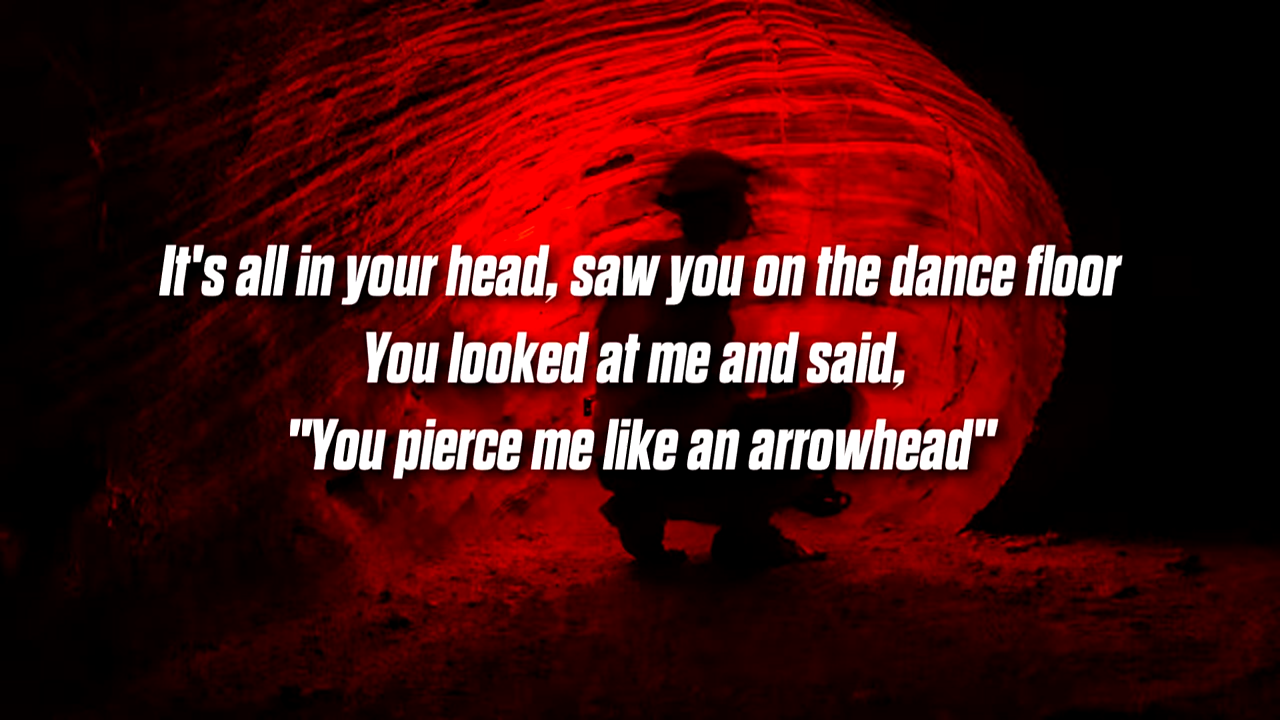 It's all in your head, saw you on the dance floor
You looked at me and said,
"You pierce me like an arrowhead"